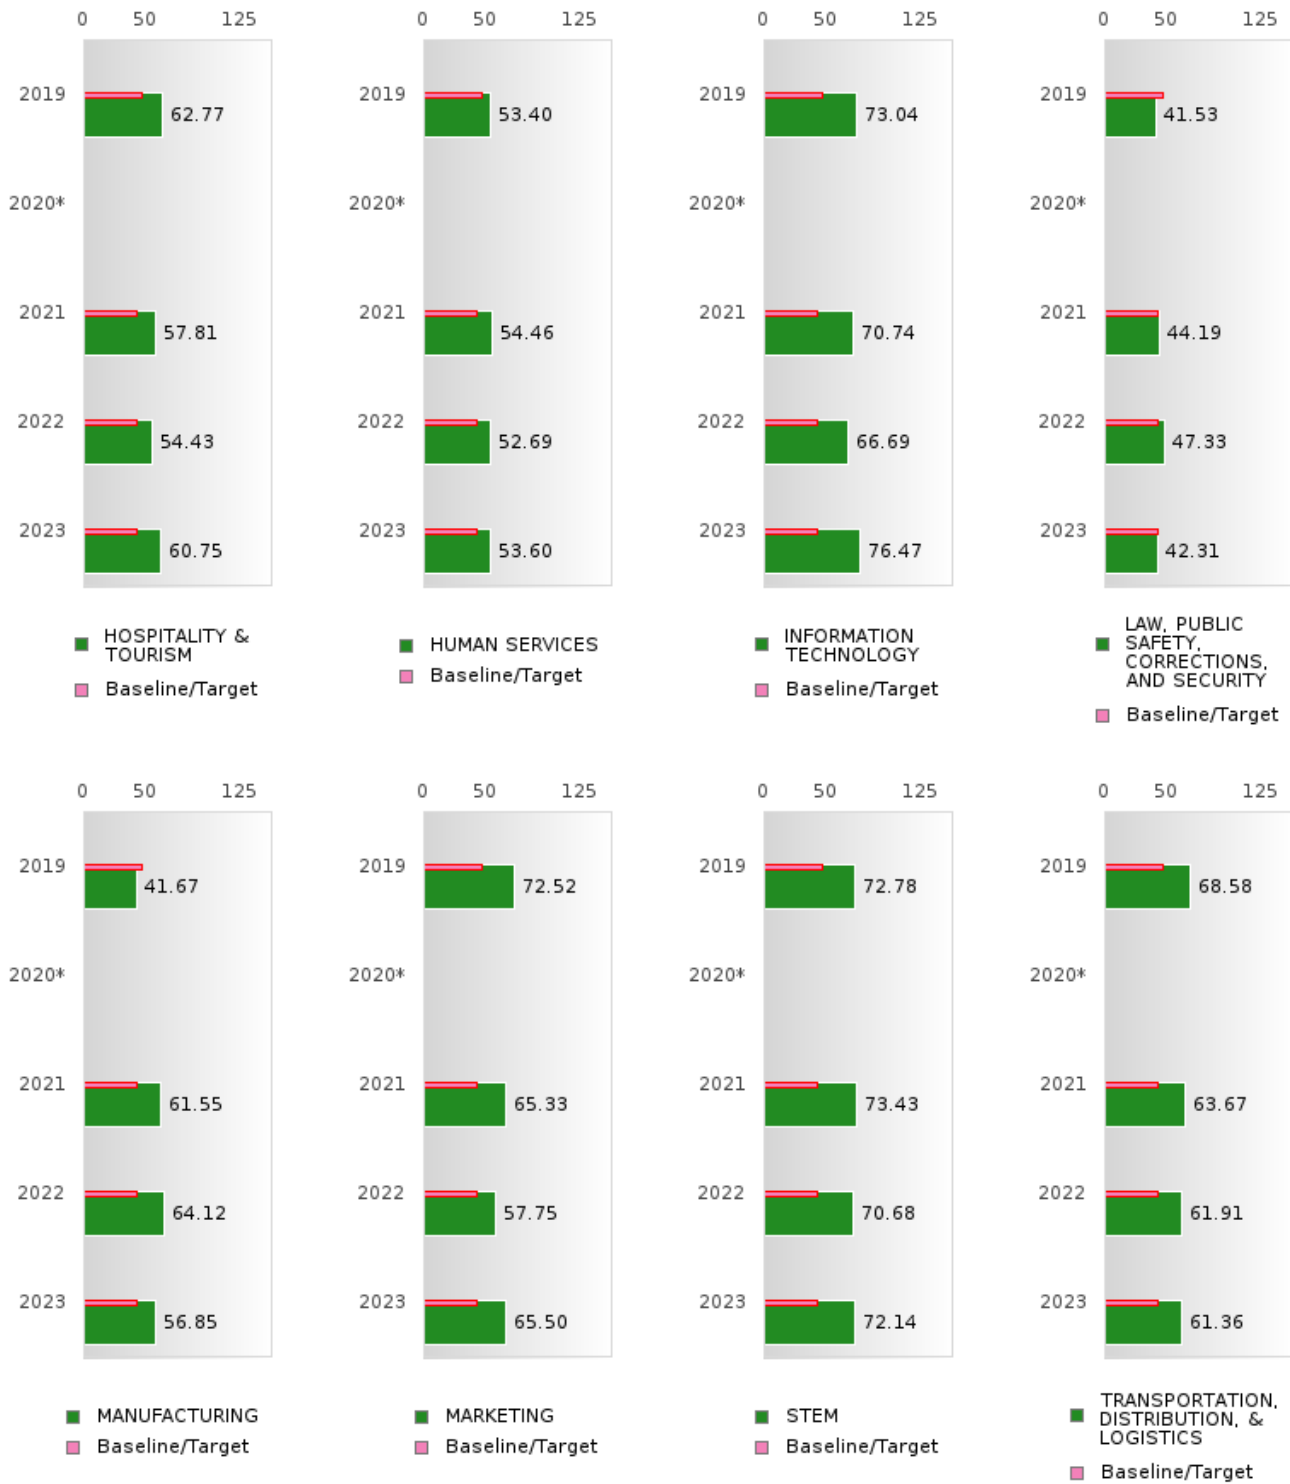 0 50 125
2019 62.77
2020*
2021 57.81
2022 54.43
2023 60.75
HOSPITALITY &
TOURISM
Baseline/Target
0 50 125
2019 53.40
2020*
2021 54.46
2022 52.69
2023 53.60
HUMAN SERVICES
Baseline/Target
0 50 125
2019 73.04
2020*
2021 70.74
2022 66.69
2023 76.47
INFORMATION
TECHNOLOGY
Baseline/Target
0 50 125
2019 41.53
2020*
2021 44.19
2022 47.33
2023 42.31
LAW, PUBLIC
SAFETY,
CORRECTIONS,
AND SECURITY
Baseline/Target
0 50 125
2019 41.67
2020*
2021 61.55
2022 64.12
2023 56.85
MANUFACTURING
Baseline/Target
0 50 125
2019 72.52
2020*
2021 65.33
2022 57.75
2023 65.50
MARKETING
Baseline/Target
0 50 125
2019 72.78
2020*
2021 73.43
2022 70.68
2023 72.14
STEM
Baseline/Target
0 50 125
2019 68.58
2020*
2021 63.67
2022 61.91
2023 61.36
TRANSPORTATION,
DISTRIBUTION, &
LOGISTICS
Baseline/Target